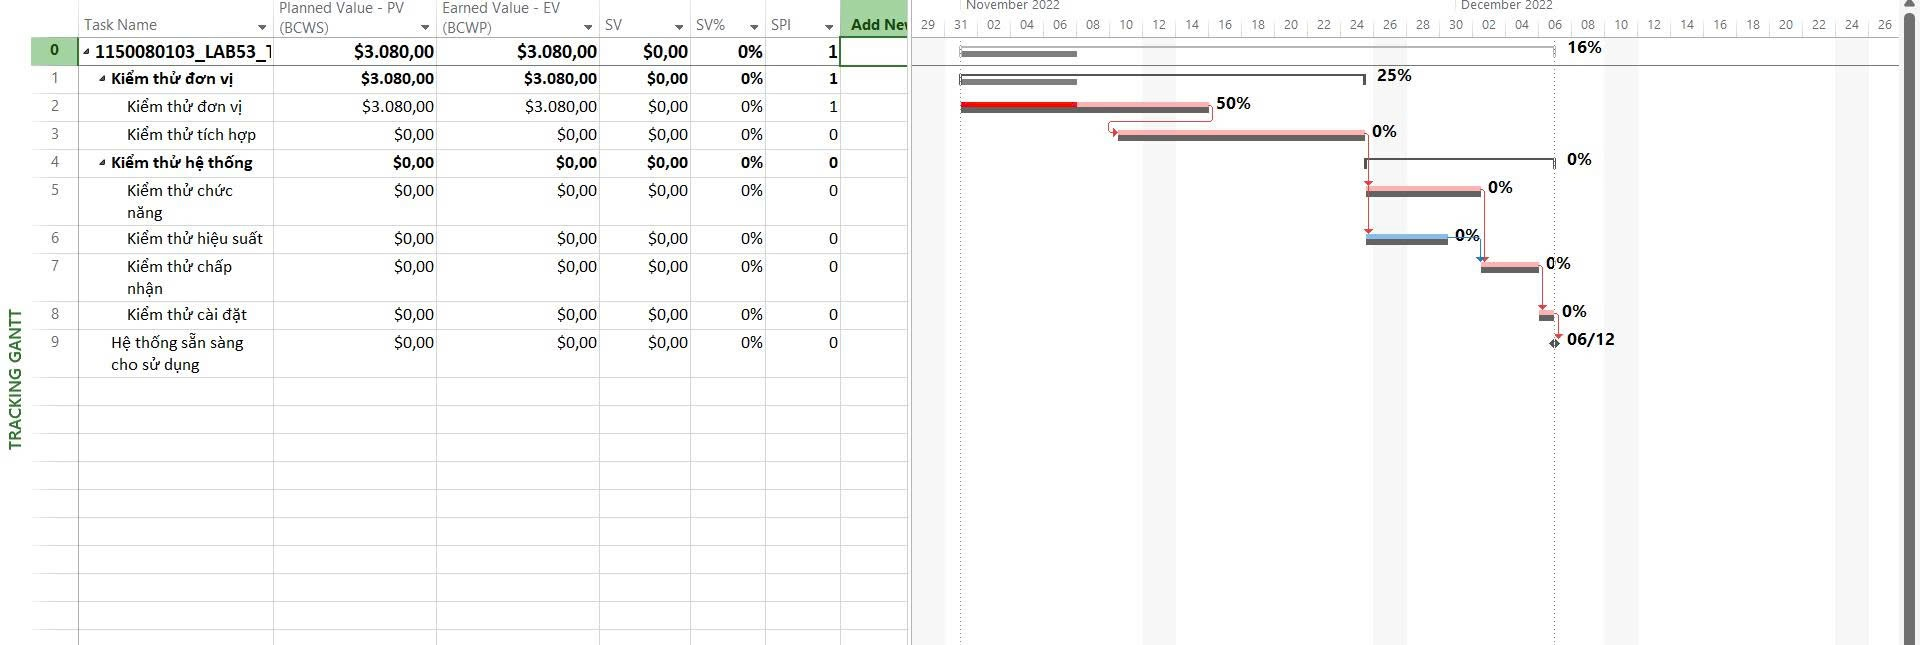 Planned Value - PV Earned Value - EV November 2022 December 2022
Task Name (BCWS) (BCWP) SV SV% SPI Add New 29 31 02 04 06 08 10 12 14 16 18 20 22 24 26 28 30 02 04 06 08 10 12 14 16 18 20 22 24 26
0 1150080103_LAB53_T $3.080,00 $3.080,00 $0,00 0% 1 16%
1 Kiểm thử đơn vị $3.080,00 $3.080,00 $0,00 0% 1 25%
2 Kiểm thử đơn vị $3.080,00 $3.080,00 $0,00 0% 1 50%
3 Kiểm thử tích hợp $0,00 $0,00 $0,00 0% 0 0%
4 Kiểm thử hệ thống $0,00 $0,00 $0,00 0% 0 0%
5 Kiểm thử chức $0,00 $0,00 $0,00 0% 0 0%
năng
6 Kiểm thử hiệu suất $0,00 $0,00 $0,00 0% 0 0%
7 Kiểm thử chấp $0,00 $0,00 $0,00 0% 0 0%
nhận
8 Kiểm thử cài đặt $0,00 $0,00 $0,00 0% 0 0%
9 Hệ thống sẵn sàng $0,00 $0,00 $0,00 0% 0 06/12
cho sử dụng
TRACKING GANTT